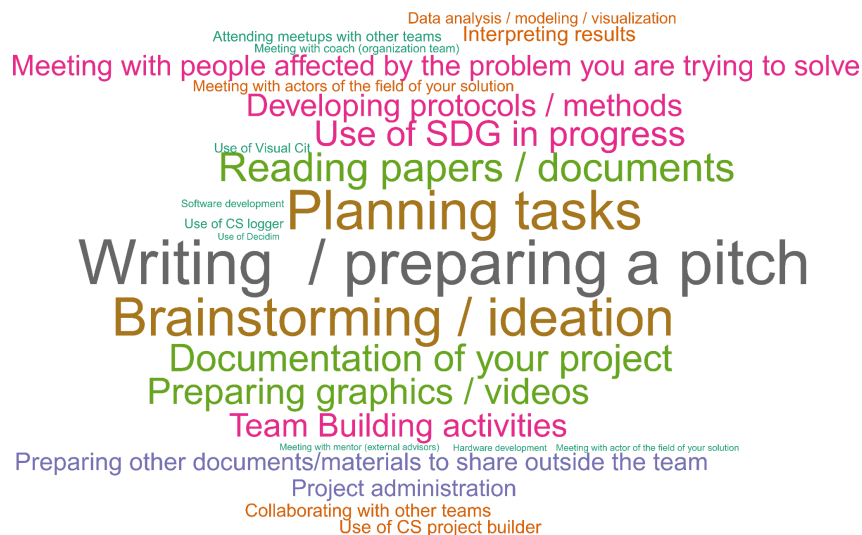 Data analysis / modeling / visualization
Attending meetups with other teams
Interpreting results
Meeting with coach (organization team)
Meeting with people affected by the problem you are trying to solve
Meeting with actors of the field of your solution
Developing protocols / methods
Use of SDG in progress
Use of Visual Cit
Reading papers / documents
Software development
Planning tasks
Use of CS logger
Use of Decidim
Writing / preparing a pitch
Brainstorming / ideation
Documentation of your project
Preparing graphics / videos
Team Building activities
Meeting with mentor (external advisors)
Hardware development
Meeting with actor of the field of your solution
Preparing other documents/materials to share outside the team
Project administration
Collaborating with other teams
Use of CS project builder